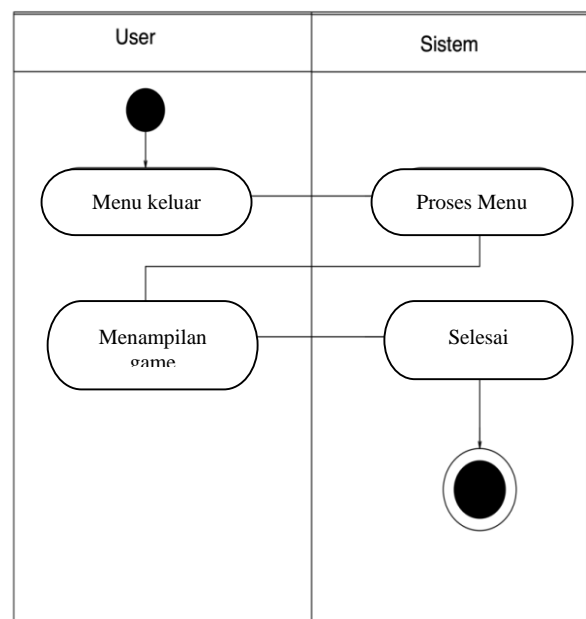 User
Sistem
Menu keluar
Proses Menu
Menampilan
game
Selesai